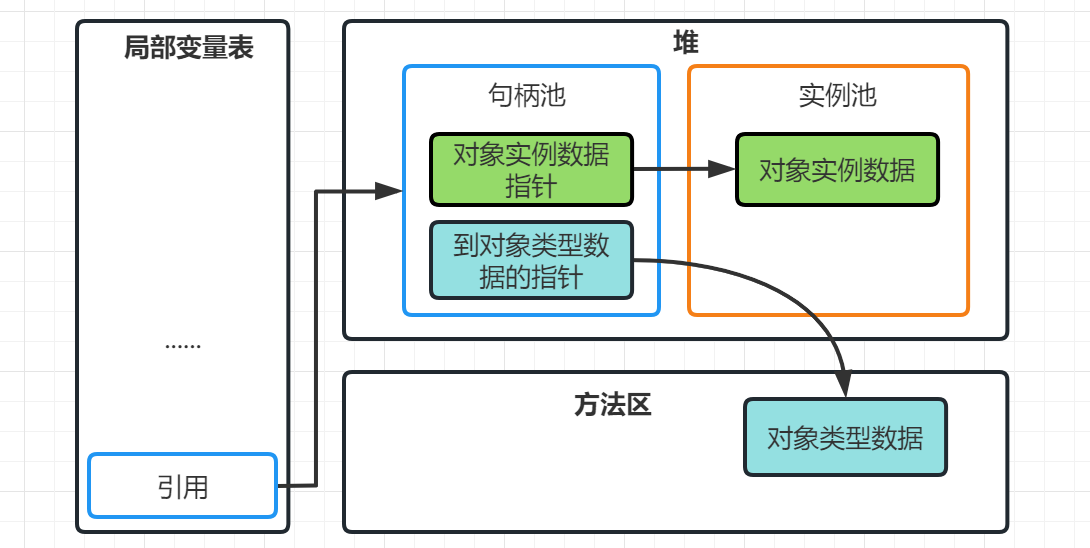 局部变量表
......
引用
堆
句柄池
对象实例数据
指针
到对象类型数
据的指针
实例池
对象实例数据
方法区
对象类型数据